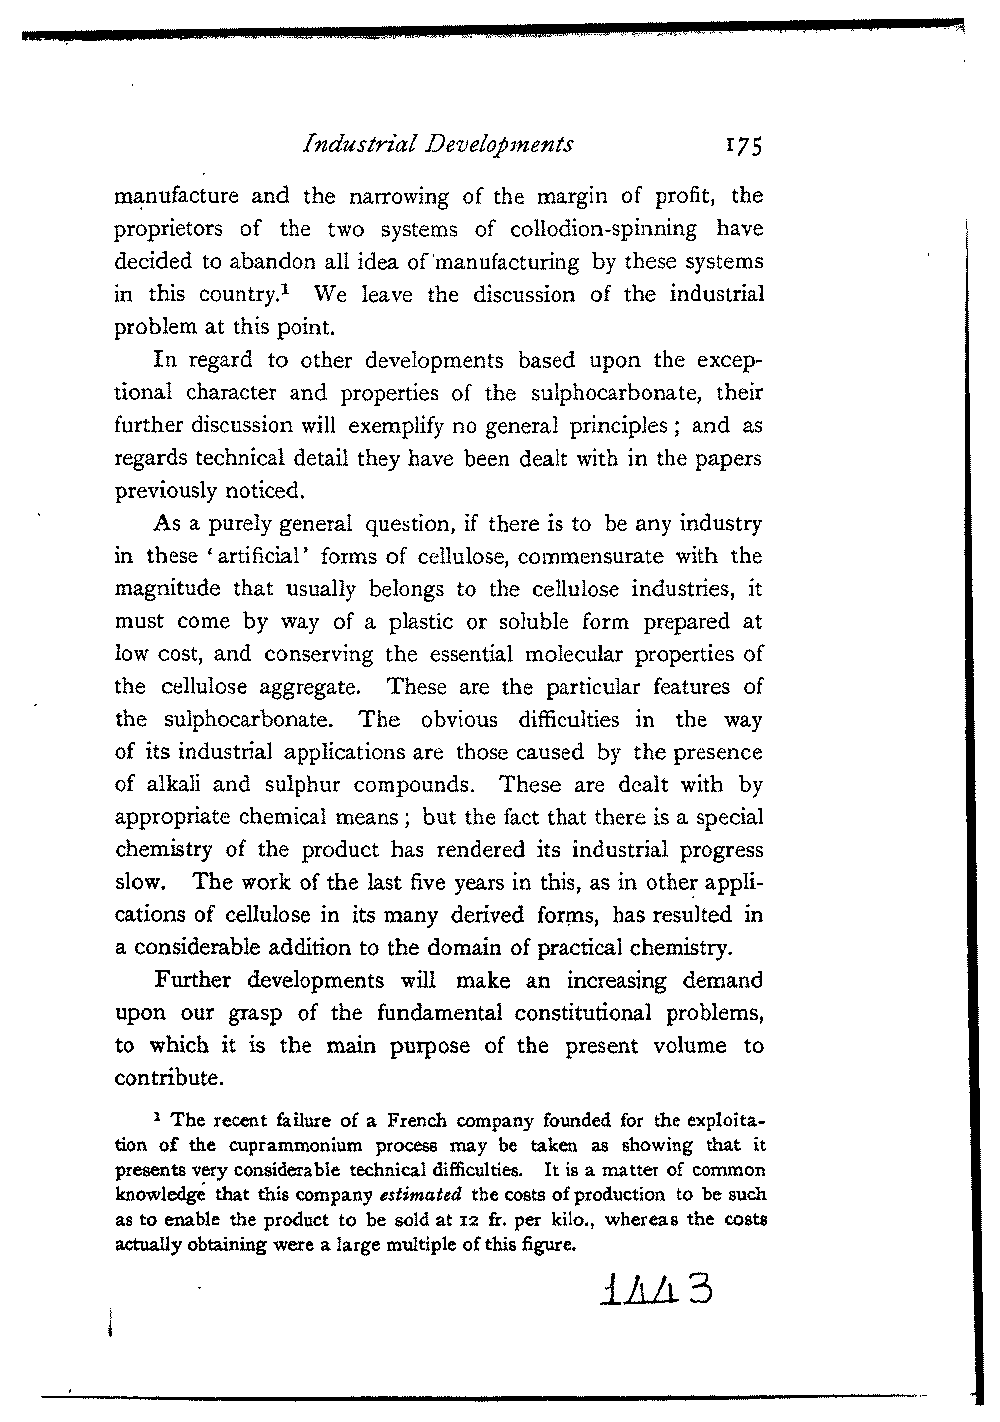 Industrial Developments 175
manufacture and the narrowing of the margin of profit, the
proprietors of the two systems of collodion-spinning have
decided to abandon all idea of manufacturing by these systems
in this country.¹ We leave the discussion of the industrial
problem at this point.
In regard to other developments based upon the excep-
tional character and properties of the sulphocarbonate, their
further discussion will exemplify no general principles ; and as
regards technical detail they have been dealt with in the papers
previously noticed.
As a purely general question, if there is to be any industry
in these ‘artificial’ forms of cellulose, commensurate with the
magnitude that usually belongs to the cellulose industries, it
must come by way of a plastic or soluble form prepared at
low cost, and conserving the essential molecular properties of
the cellulose aggregate. These are the particular features of
the sulphocarbonate. The obvious difficulties in the way
of its industrial applications are those caused by the presence
of alkali and sulphur compounds. These are dealt with by
appropriate chemical means ; but the fact that there is a special
chemistry of the product has rendered its industrial progress
slow. The work of the last five years in this, as in other appli-
cations of cellulose in its many derived forms, has resulted in
a considerable addition to the domain of practical chemistry.
Further developments will make an increasing demand
upon our grasp of the fundamental constitutional problems,
to which it is the main purpose of the present volume to
contribute.
¹ The recent failure of a French company founded for the exploita-
tion of the cuprammonium process may be taken as showing that it
presents very considerable technical difficulties. It is a matter of common
knowledge that this company estimated the costs of production to be such
as to enable the product to be sold at 12 fr. per kilo., whereas the costs
actually obtaining were a large multiple of this figure.